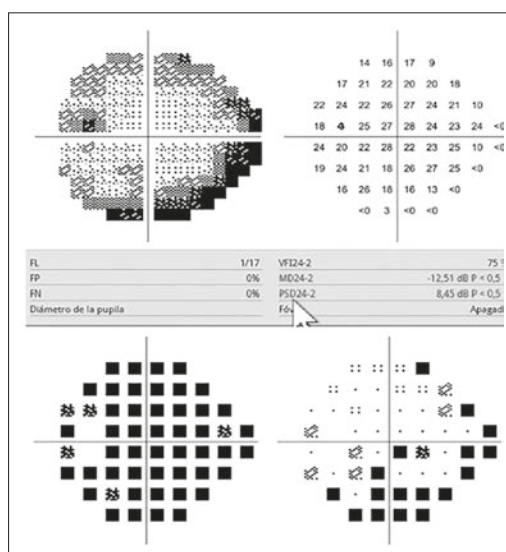 14 16 17 9
17 21 22 20 20 18
22 24 22 26 27 24 21 10
18 4 25 27 28 24 23 24 <0
24 20 22 28 22 23 25 10 <0
19 24 21 18 26 27 25 <0
16 26 18 16 13 <0
<0 3 <0 <0
FL 1/17 VFI24-2 75
FP 0% MD24-2 -12,51 dB P < 0,5
FN 0% PSD24-2 8,45 dB P < 0,5
Diámetro de la pupila